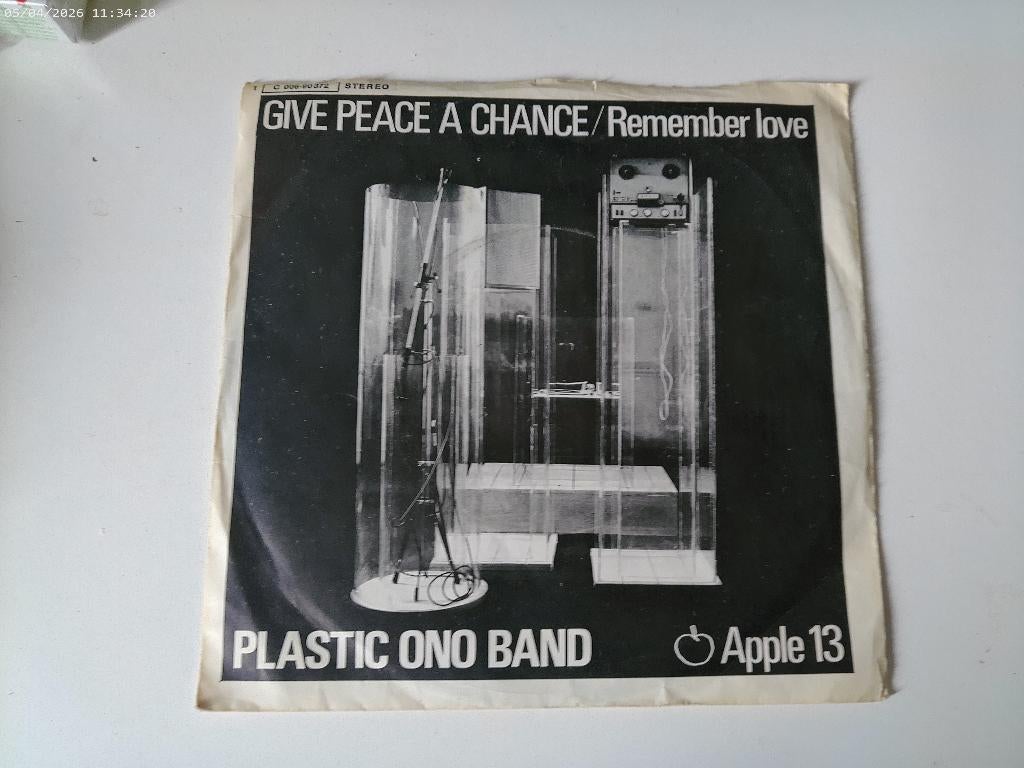 05/04/2026 11:34:20
STEREO
GIVE PEACE A CHANCE/Remember love
PLASTIC ONO BAND
Apple 13